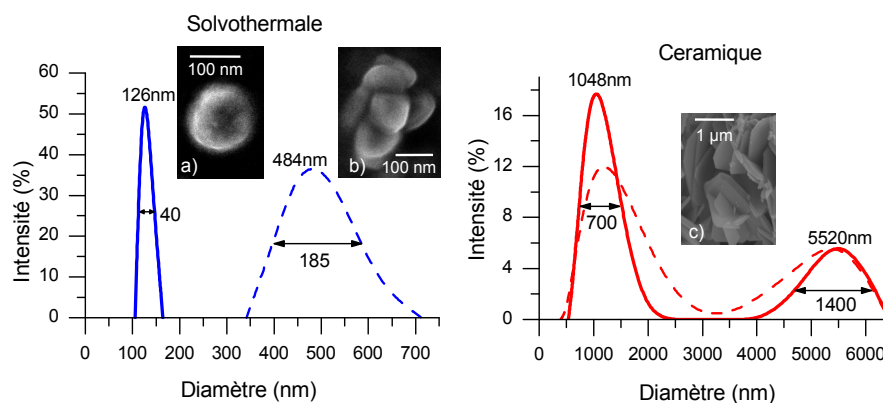 Solvothermale
60
50
40
30
20
10
0
Intensité (%)
126nm
40
484nm
185
100 nm
a)
b)
100 nm
0 100 200 300 400 500 600 700
Diamètre (nm)
Ceramique
16
12
8
4
0
Intensité (%)
1048nm
700
1 µm
c)
5520nm
1400
0 1000 2000 3000 4000 5000 6000
Diamètre (nm)